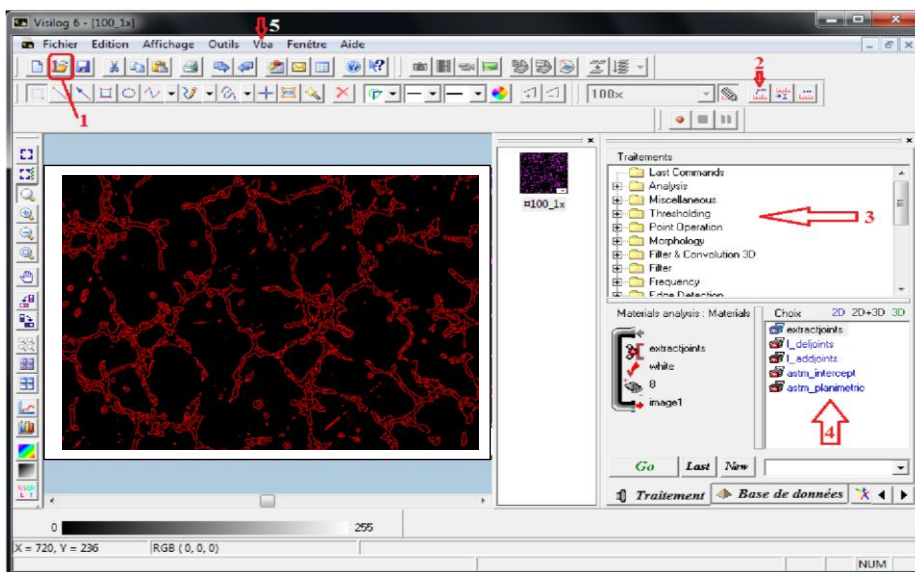 Visilog 6 - [100_1x]
5
Fichier Edition Affichage Outils Vba Fenêtre Aide
1
100x
2
Traitements
Last Commands
Analysis
Miscellaneous
Thresholding
Point Operation
Morphology
Filter & Convolution 3D
Filter
Frequency
Edge Detection
3
¤100_1x
Materials analysis : Materials
extractjoints
white
8
image1
Choix 2D 2D+3D 3D
extractjoints
l_deljoints
l_addjoints
astm_intercept
astm_planimetric
4
Go Last New
Traitement Base de données
0 255
X = 720, Y = 236 RGB ( 0, 0, 0)
NUM